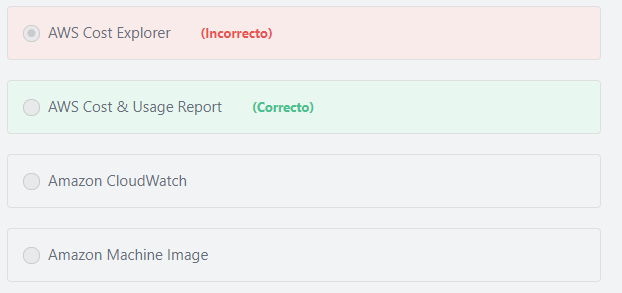 AWS Cost Explorer (Incorrecto)
AWS Cost & Usage Report (Correcto)
Amazon CloudWatch
Amazon Machine Image